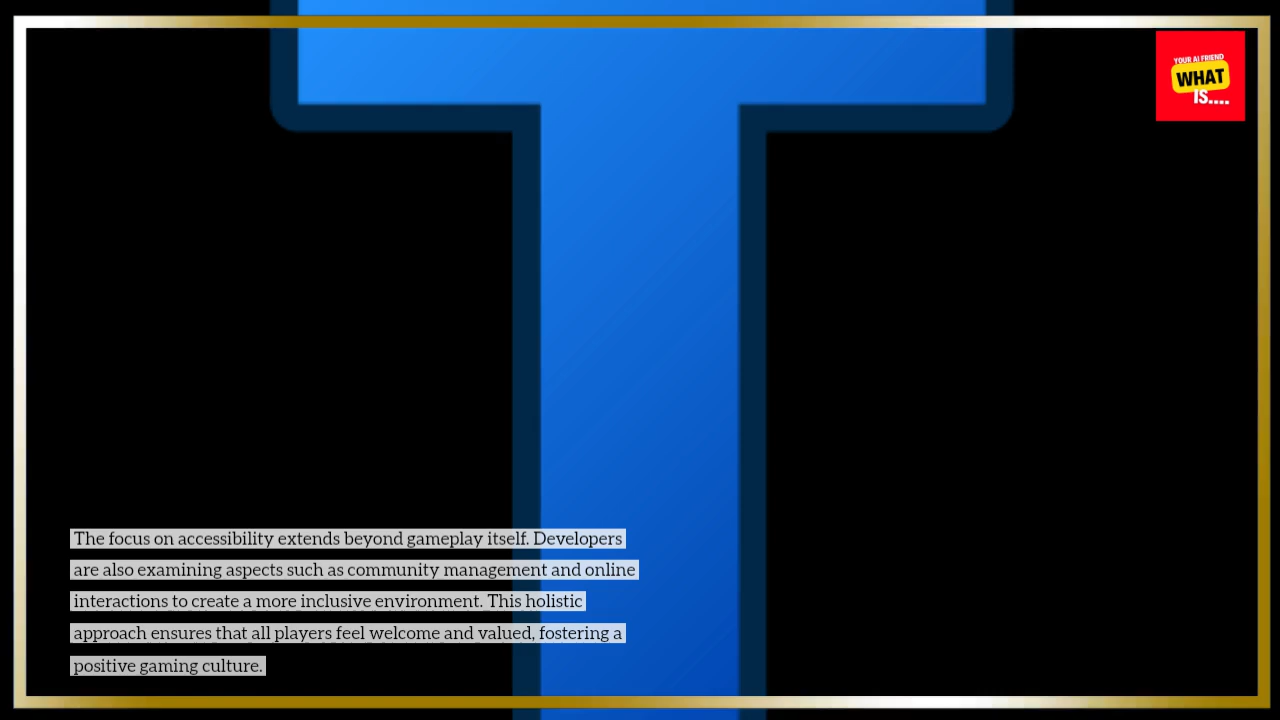 T
YOUR AI FRIEND
WHAT
IS....
The focus on accessibility extends beyond gameplay itself. Developers
are also examining aspects such as community management and online
interactions to create a more inclusive environment. This holistic
approach ensures that all players feel welcome and valued, fostering a
positive gaming culture.